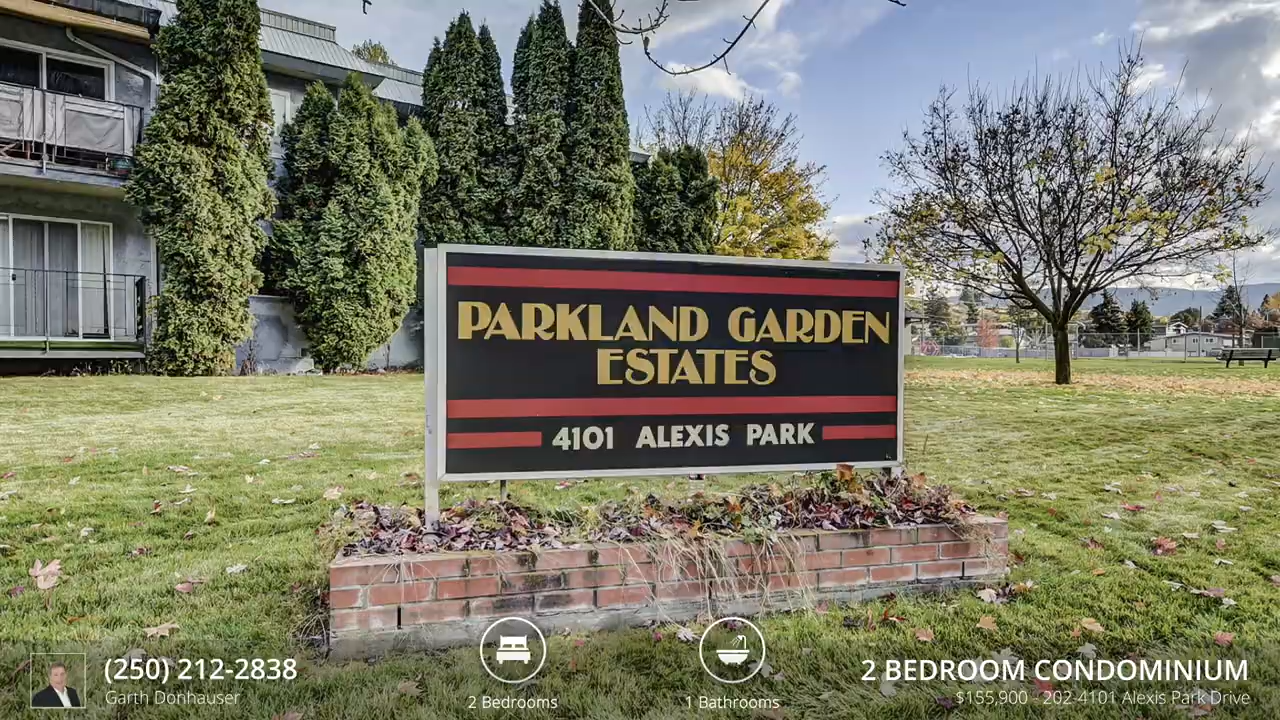 PARKLAND GARDEN
ESTATES
4101 ALEXIS PARK
(250) 212-2838
Garth Donhauser
2 Bedrooms
1 Bathrooms
2 BEDROOM CONDOMINIUM
$155,900 - 202-4101 Alexis Park Drive